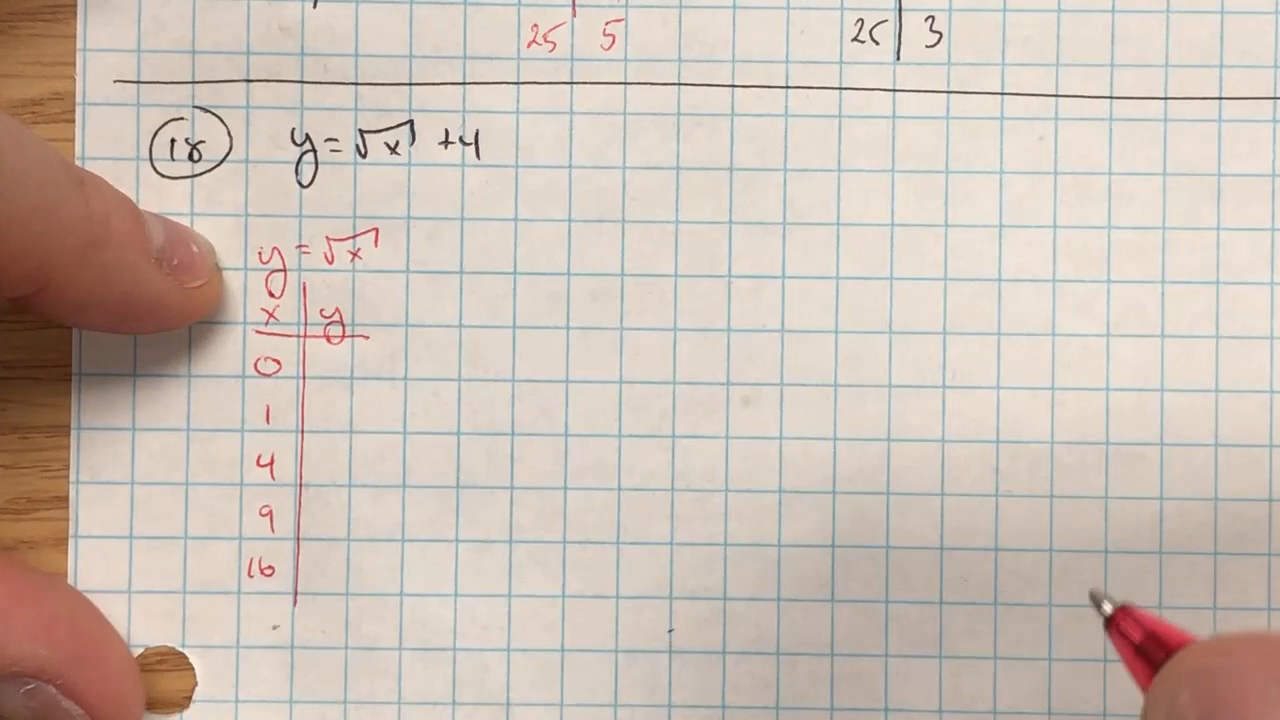 25 | 5 25 | 3
18 y = √x + 4
y = √x
x | y
0
1
4
9
16